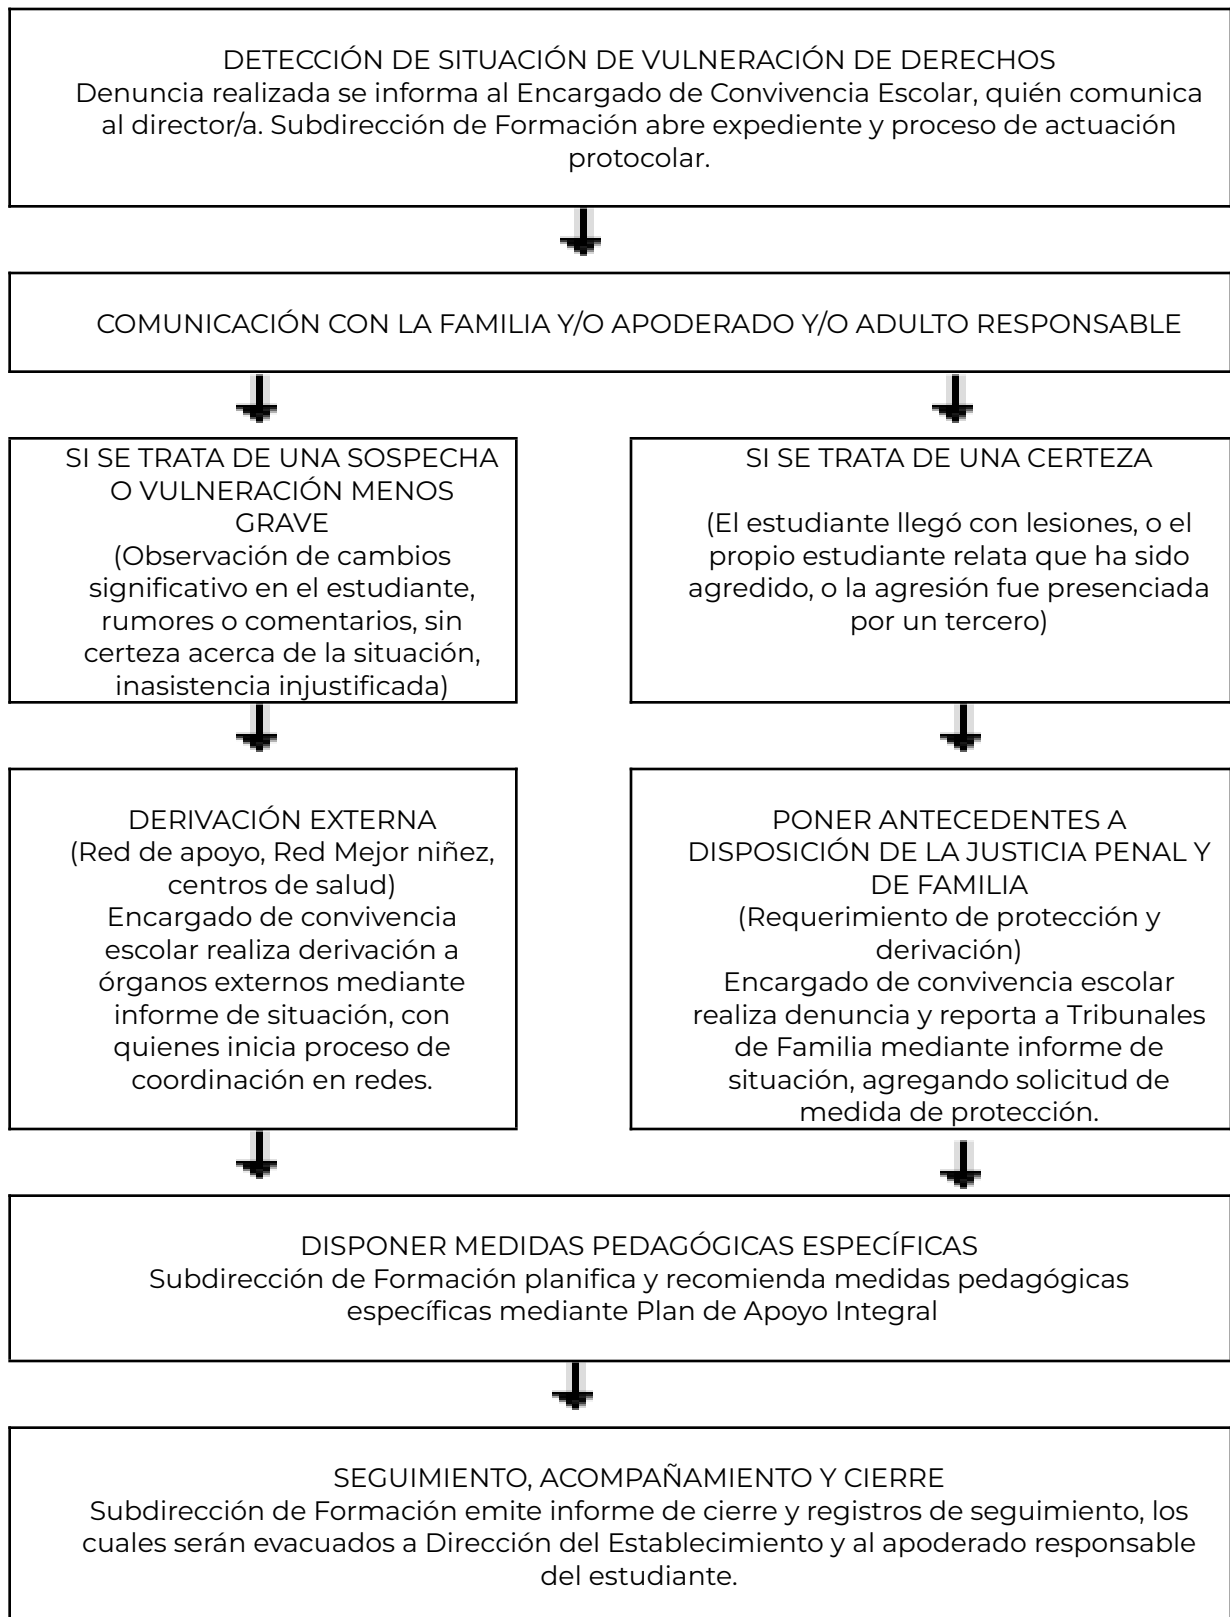 DETECCIÓN DE SITUACIÓN DE VULNERACIÓN DE DERECHOS
Denuncia realizada se informa al Encargado de Convivencia Escolar, quién comunica
al director/a. Subdirección de Formación abre expediente y proceso de actuación
protocolar.
COMUNICACIÓN CON LA FAMILIA Y/O APODERADO Y/O ADULTO RESPONSABLE
SI SE TRATA DE UNA SOSPECHA
O VULNERACIÓN MENOS
GRAVE
(Observación de cambios
significativo en el estudiante,
rumores o comentarios, sin
certeza acerca de la situación,
inasistencia injustificada)
SI SE TRATA DE UNA CERTEZA
(El estudiante llegó con lesiones, o el
propio estudiante relata que ha sido
agredido, o la agresión fue presenciada
por un tercero)
DERIVACIÓN EXTERNA
(Red de apoyo, Red Mejor niñez,
centros de salud)
Encargado de convivencia
escolar realiza derivación a
órganos externos mediante
informe de situación, con
quienes inicia proceso de
coordinación en redes.
PONER ANTECEDENTES A
DISPOSICIÓN DE LA JUSTICIA PENAL Y
DE FAMILIA
(Requerimiento de protección y
derivación)
Encargado de convivencia escolar
realiza denuncia y reporta a Tribunales
de Familia mediante informe de
situación, agregando solicitud de
medida de protección.
DISPONER MEDIDAS PEDAGÓGICAS ESPECÍFICAS
Subdirección de Formación planifica y recomienda medidas pedagógicas
específicas mediante Plan de Apoyo Integral
SEGUIMIENTO, ACOMPAÑAMIENTO Y CIERRE
Subdirección de Formación emite informe de cierre y registros de seguimiento, los
cuales serán evacuados a Dirección del Establecimiento y al apoderado responsable
del estudiante.